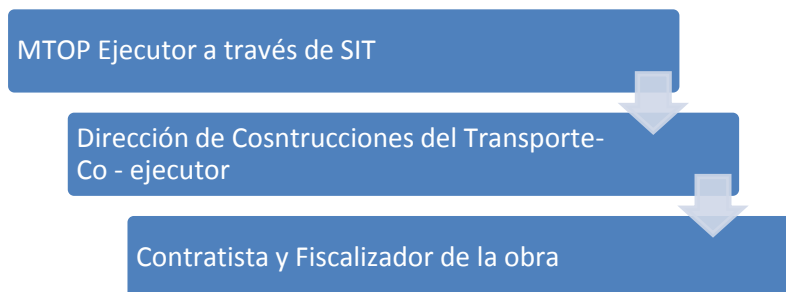 MTOP Ejecutor a través de SIT
Dirección de Cosntrucciones del Transporte-
Co - ejecutor
Contratista y Fiscalizador de la obra